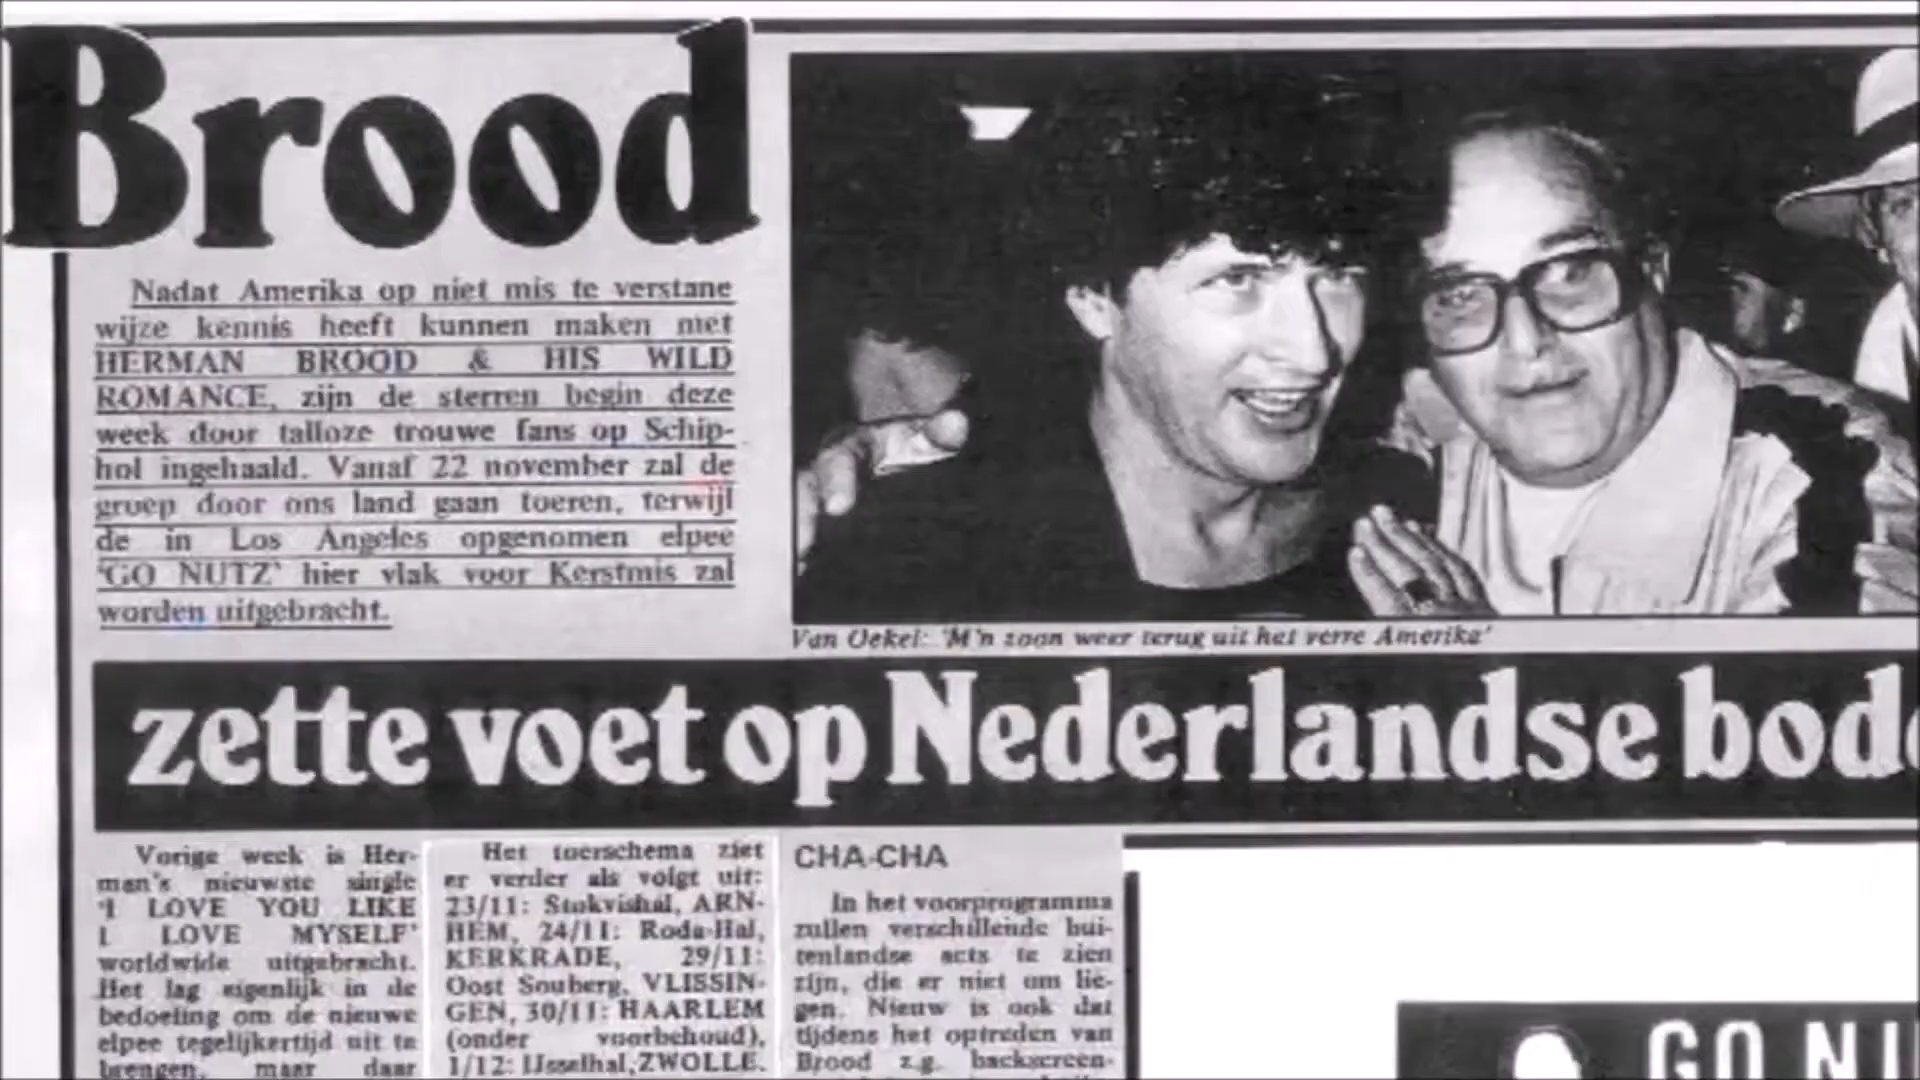 Brood
Nadat Amerika op niet mis te verstane
wijze kennis heeft kunnen maken met
HERMAN BROOD & HIS WILD
ROMANCE, zijn de sterren begin deze
week door talloze trouwe fans op Schip-
hol ingehaald. Vanaf 22 november zal de
groep door ons land gaan toeren, terwijl
de in Los Angeles opgenomen elpee
'GO NUTZ' hier vlak voor Kerstmis zal
worden uitgebracht.
Van Oekel: 'M'n zoon weer terug uit het verre Amerika'
zette voet op Nederlandse bod
Vorige week is Her-
man's nieuwste single
'I LOVE YOU LIKE
I LOVE MYSELF'
worldwide uitgebracht.
Het lag eigenlijk in de
bedoeling om de nieuwe
elpee tegelijkertijd uit te
brengen, maar daar
Het toerschema ziet
er verder als volgt uit:
23/11: Stokvishal, ARN-
HEM, 24/11: Roda-Hal,
KERKRADE, 29/11:
Oost Souberg, VLISSIN-
GEN, 30/11: HAARLEM
(onder voorbehoud),
1/12: IJsselhal, ZWOLLE.
CHA-CHA
In het voorprogramma
zullen verschillende bui-
tenlandse acts te zien
zijn, die er niet om lie-
gen. Nieuw is ook dat
tijdens het optreden van
Brood z.g. backscreen-
GO N